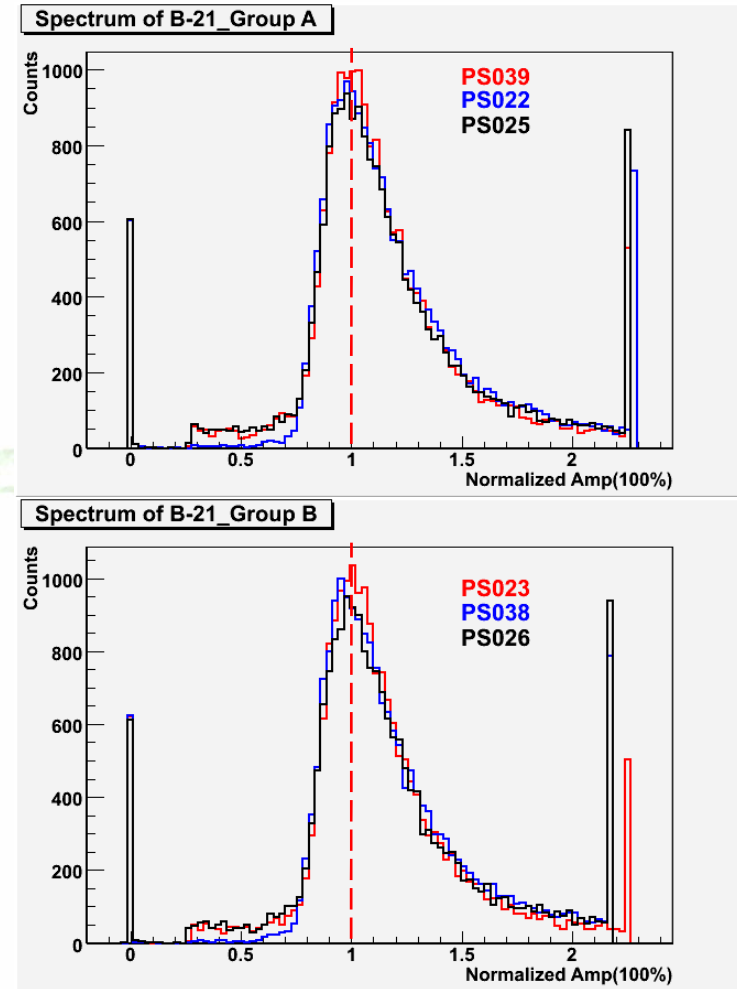 Spectrum of B-21_Group A
Counts
1000
800
600
400
200
0
PS039
PS022
PS025
0 0.5 1 1.5 2
Normalized Amp(100%)
Spectrum of B-21_Group B
Counts
1000
800
600
400
200
0
PS023
PS038
PS026
0 0.5 1 1.5 2
Normalized Amp(100%)